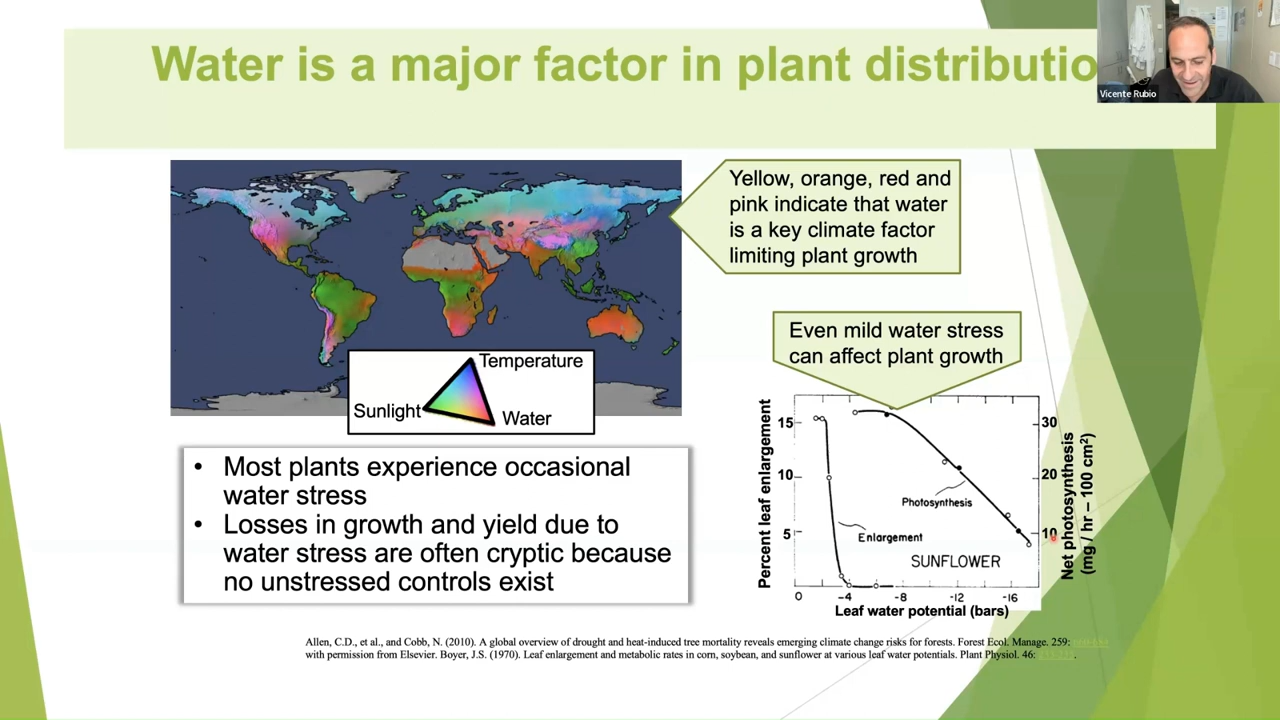 Water is a major factor in plant distributio
Vicente Rubio
Yellow, orange, red and
pink indicate that water
is a key climate factor
limiting plant growth
Temperature
Sunlight
Water
Even mild water stress
can affect plant growth
• Most plants experience occasional
water stress
• Losses in growth and yield due to
water stress are often cryptic because
no unstressed controls exist
Percent leaf enlargement
15
10
5
30
20
10
Net photosynthesis
(mg / hr – 100 cm²)
Photosynthesis
Enlargement
SUNFLOWER
0 -4 -8 -12 -16
Leaf water potential (bars)
Allen, C.D., et al., and Cobb, N. (2010). A global overview of drought and heat-induced tree mortality reveals emerging climate change risks for forests. Forest Ecol. Manage. 259:
with permission from Elsevier. Boyer, J.S. (1970). Leaf enlargement and metabolic rates in corn, soybean, and sunflower at various leaf water potentials. Plant Physiol. 46: